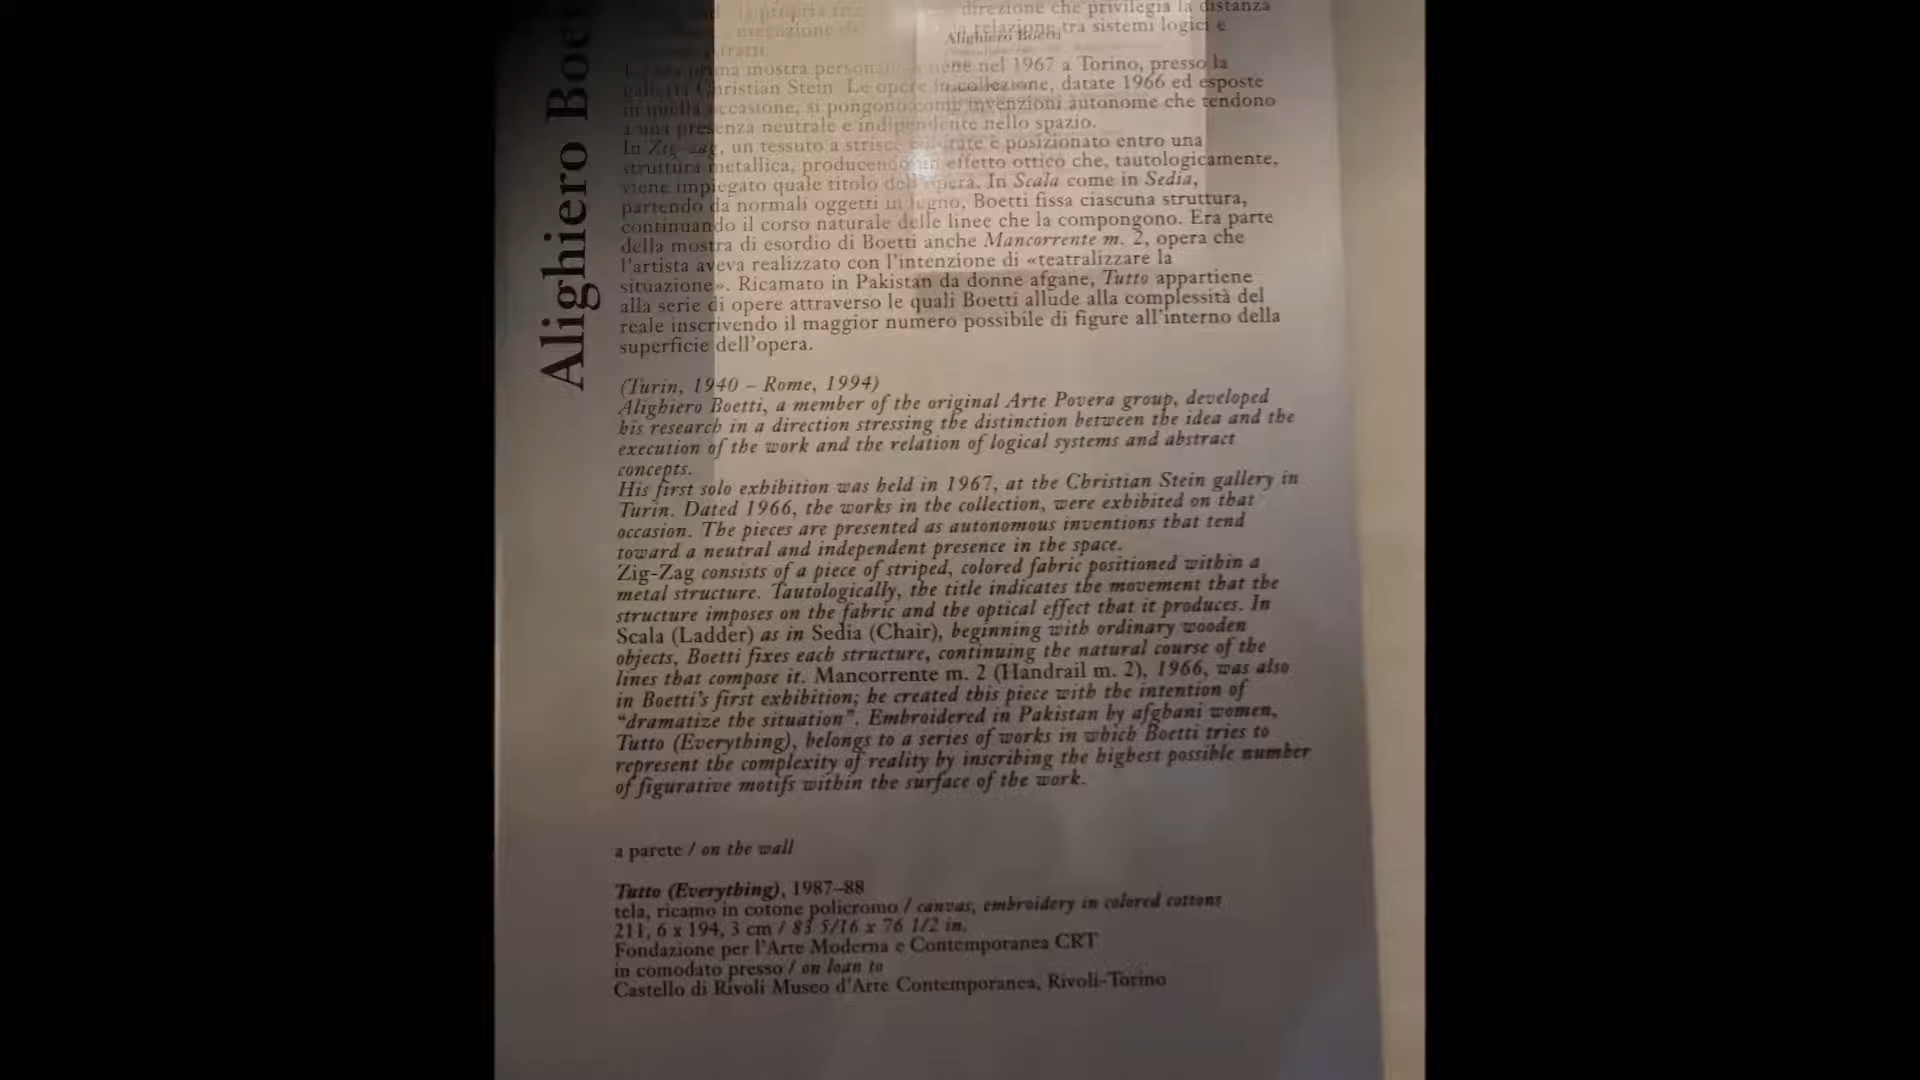 Alighiero Boe
direzione che privilegia la distanza
relazione tra sistemi logici e
Alighiero Boetti
prima mostra personale nel 1967 a Torino, presso la
galleria Christian Stein. Le opere in collezione, datate 1966 ed esposte
in quella occasione, si pongono come invenzioni autonome che tendono
a una presenza neutrale e indipendente nello spazio.
In Zig-zag, un tessuto a strisce colorate è posizionato entro una
struttura metallica, producendo un effetto ottico che, tautologicamente,
viene impiegato quale titolo dell'opera. In Scala come in Sedia,
partendo da normali oggetti in legno, Boetti fissa ciascuna struttura,
continuando il corso naturale delle linee che la compongono. Era parte
della mostra di esordio di Boetti anche Mancorrente m. 2, opera che
l'artista aveva realizzato con l'intenzione di «teatralizzare la
situazione». Ricamato in Pakistan da donne afgane, Tutto appartiene
alla serie di opere attraverso le quali Boetti allude alla complessità del
reale inscrivendo il maggior numero possibile di figure all'interno della
superficie dell'opera.
(Turin, 1940 – Rome, 1994)
Alighiero Boetti, a member of the original Arte Povera group, developed
his research in a direction stressing the distinction between the idea and the
execution of the work and the relation of logical systems and abstract
concepts.
His first solo exhibition was held in 1967, at the Christian Stein gallery in
Turin. Dated 1966, the works in the collection, were exhibited on that
occasion. The pieces are presented as autonomous inventions that tend
toward a neutral and independent presence in the space.
Zig-Zag consists of a piece of striped, colored fabric positioned within a
metal structure. Tautologically, the title indicates the movement that the
structure imposes on the fabric and the optical effect that it produces. In
Scala (Ladder) as in Sedia (Chair), beginning with ordinary wooden
objects, Boetti fixes each structure, continuing the natural course of the
lines that compose it. Mancorrente m. 2 (Handrail m. 2), 1966, was also
in Boetti's first exhibition; he created this piece with the intention of
“dramatize the situation”. Embroidered in Pakistan by afghani women,
Tutto (Everything), belongs to a series of works in which Boetti tries to
represent the complexity of reality by inscribing the highest possible number
of figurative motifs within the surface of the work.
a parete / on the wall
Tutto (Everything), 1987–88
tela, ricamo in cotone policromo / canvas, embroidery in colored cottons
211, 6 x 194, 3 cm / 83 5/16 x 76 1/2 in.
Fondazione per l'Arte Moderna e Contemporanea CRT
in comodato presso / on loan to
Castello di Rivoli Museo d'Arte Contemporanea, Rivoli-Torino